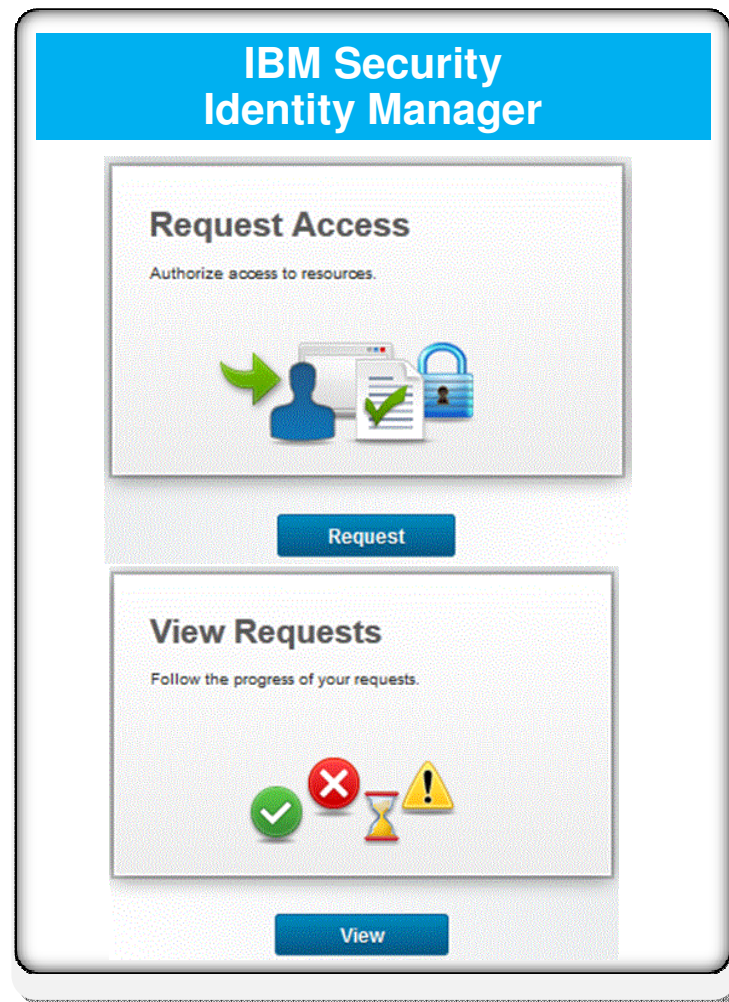 IBM Security
Identity Manager
Request Access
Authorize access to resources.
Request
View Requests
Follow the progress of your requests.
View